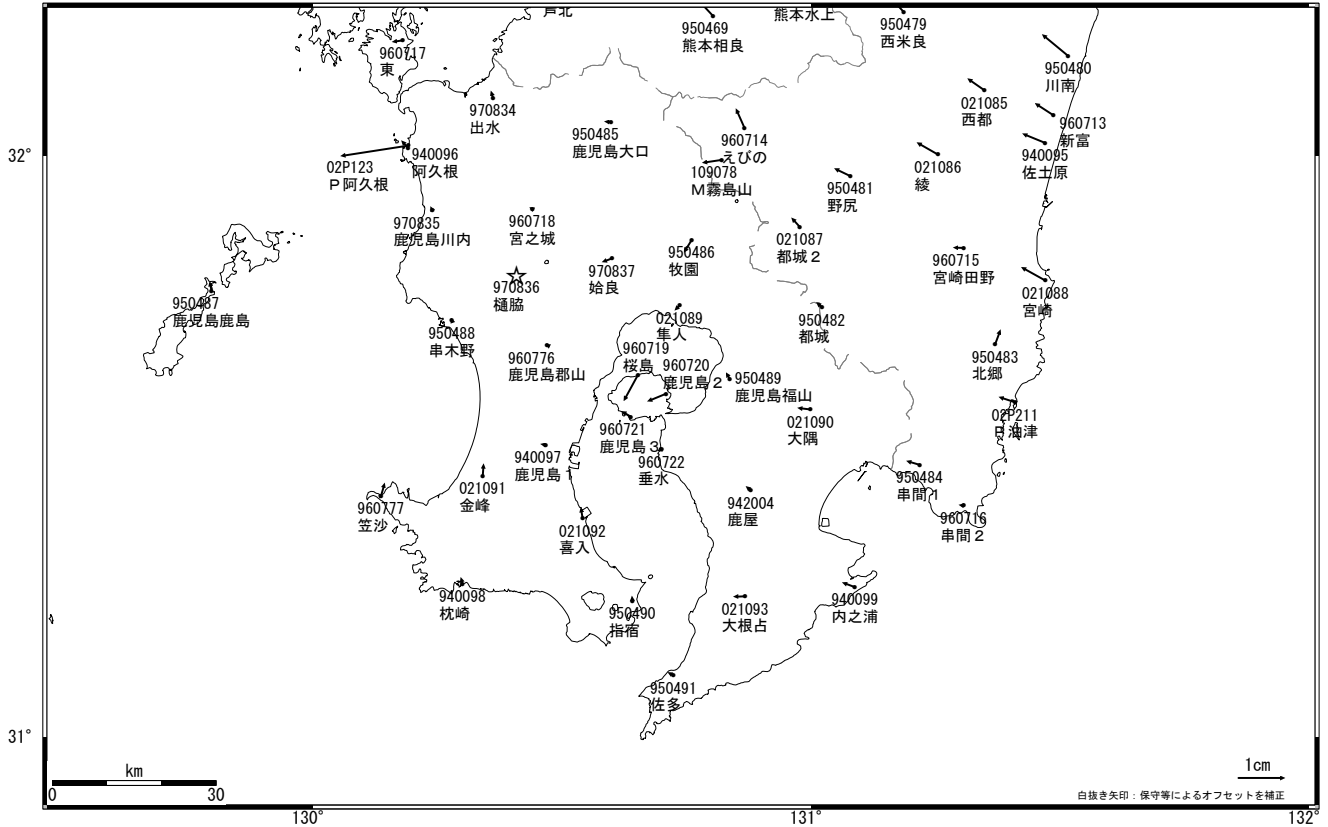 芦北
950469
熊本相良
熊本水上
950479
西米良
960717
東
950480
川南
970834
出水
021085
西都
950485
鹿児島大口
960714
えびの
960713
新富
32°
02P123
P阿久根
940096
阿久根
109078
M霧島山
021086
綾
940095
佐土原
950481
野尻
970835
鹿児島川内
960718
宮之城
021087
都城2
950486
牧園
960715
宮崎田野
970837
姶良
970836
樋脇
021088
宮崎
950487
鹿児島鹿島
950488
串木野
021089
隼人
950482
都城
960776
鹿児島郡山
960719
桜島
960720
鹿児島2
950489
鹿児島福山
950483
北郷
021090
大隅
02P211
P油津
960721
鹿児島3
940097
鹿児島1
960722
垂水
950484
串間1
021091
金峰
960777
笠沙
942004
鹿屋
960716
串間2
021092
喜入
940098
枕崎
950490
指宿
021093
大根占
940099
内之浦
950491
佐多
31°
km
0
30
1cm
白抜き矢印：保守等によるオフセットを補正
130°
131°
132°